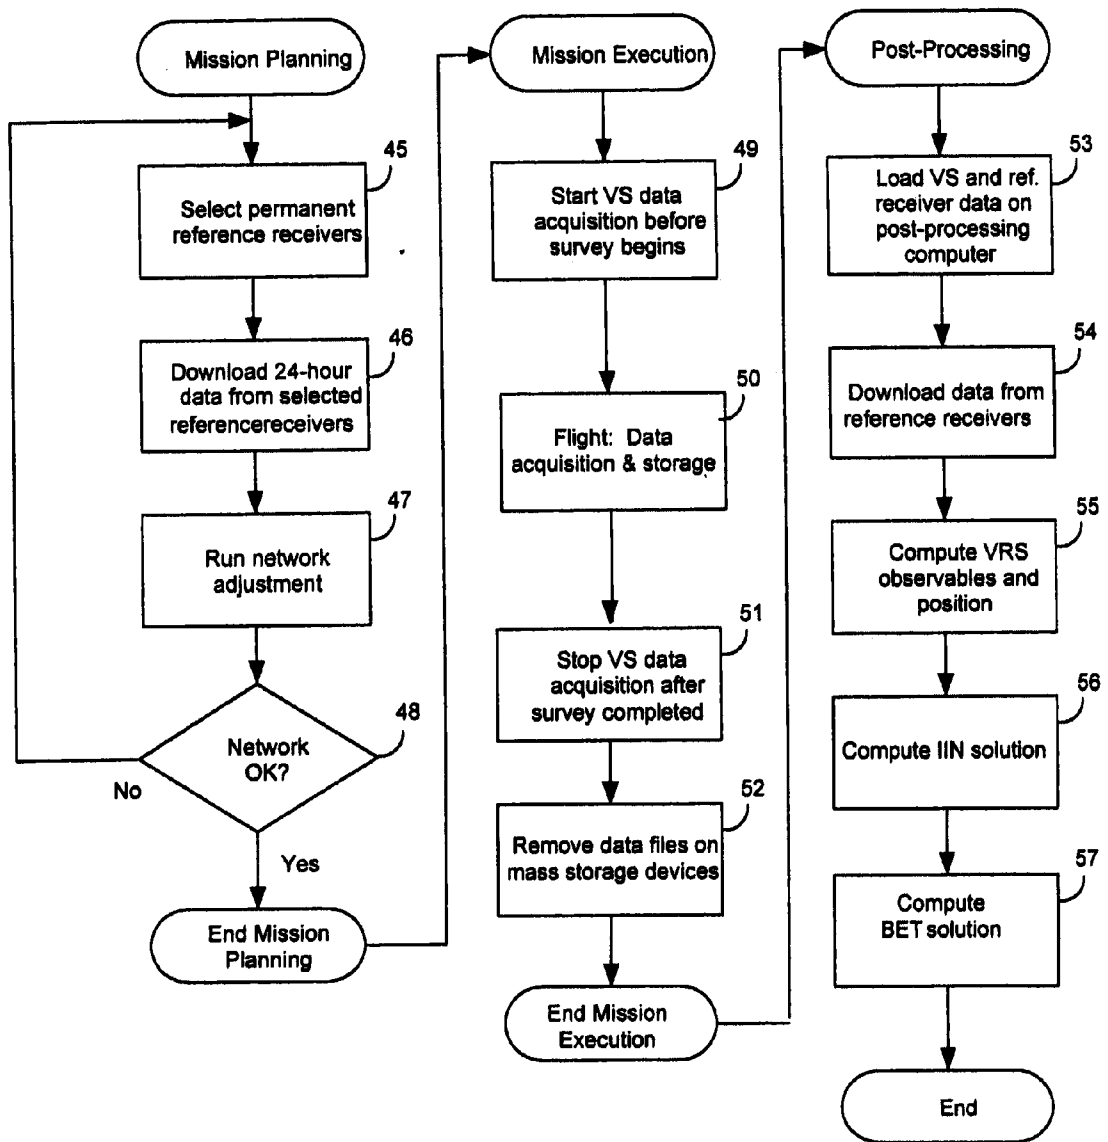 Mission Planning
45
Select permanent
reference receivers
46
Download 24-hour
data from selected
referencereceivers
47
Run network
adjustment
48
Network
OK?
No
Yes
End Mission
Planning
Mission Execution
49
Start VS data
acquisition before
survey begins
50
Flight: Data
acquisition & storage
51
Stop VS data
acquisition after
survey completed
52
Remove data files on
mass storage devices
End Mission
Execution
Post-Processing
53
Load VS and ref.
receiver data on
post-processing
computer
54
Download data from
reference receivers
55
Compute VRS
observables and
position
56
Compute IIN solution
57
Compute
BET solution
End